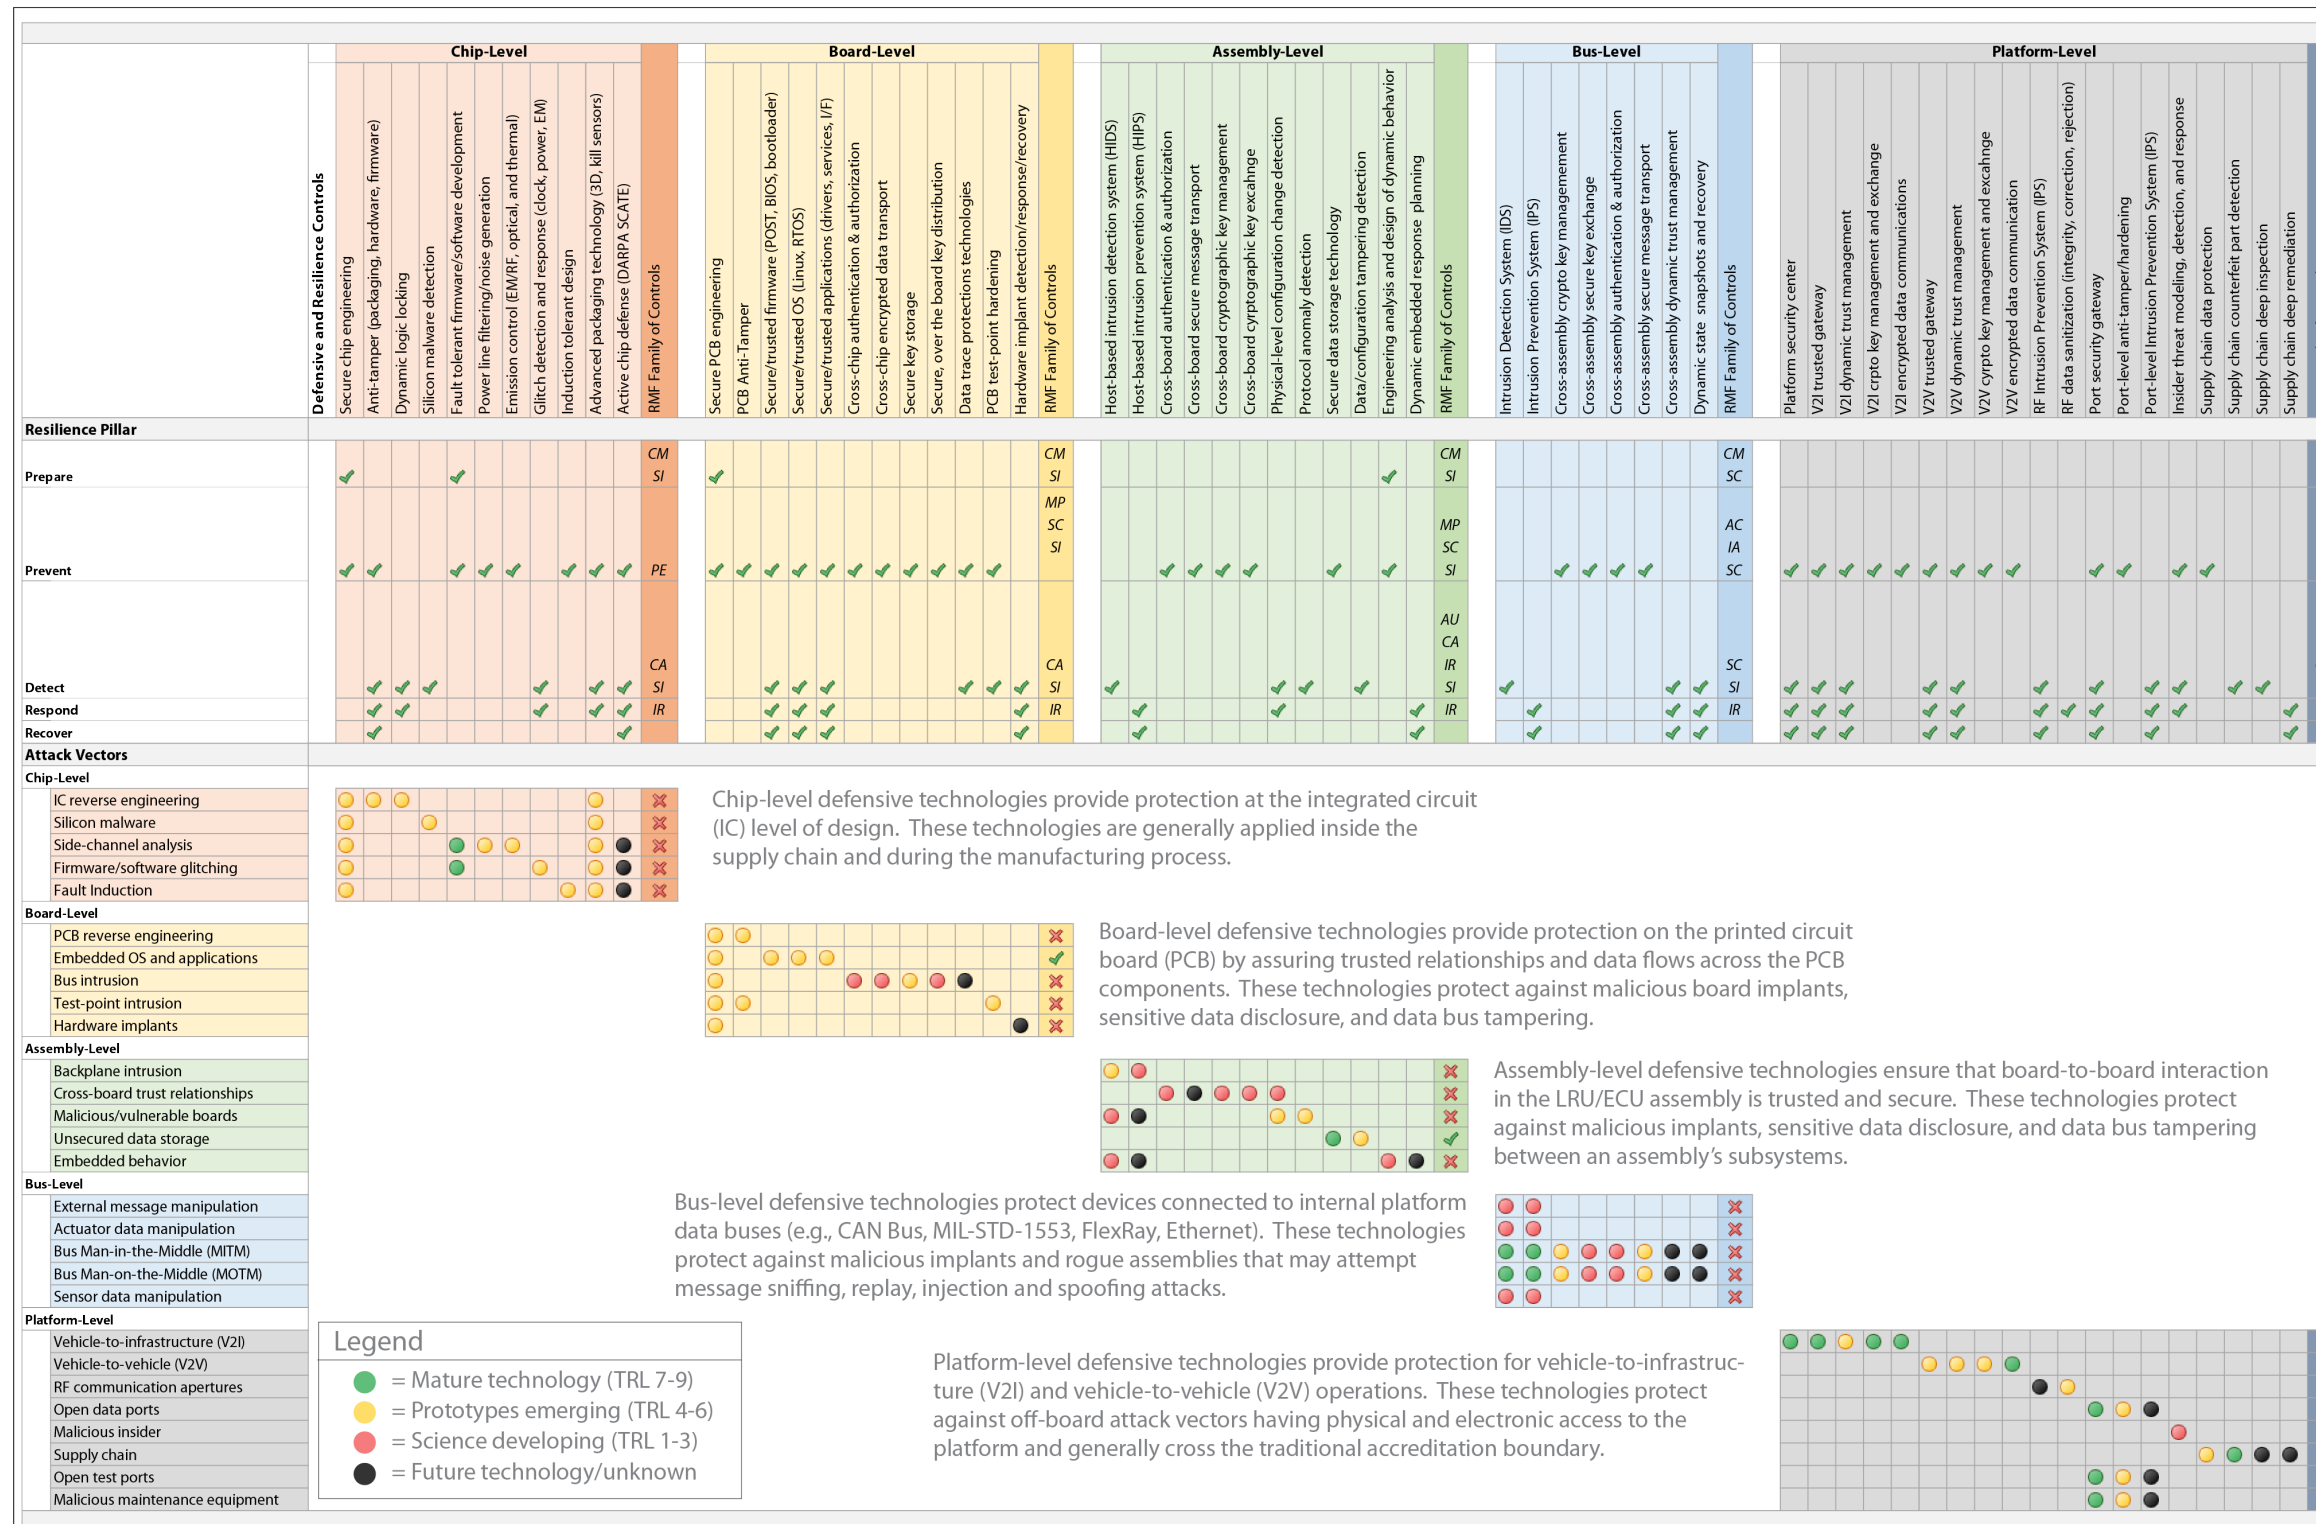 Chip-Level
Board-Level
Assembly-Level
Bus-Level
Platform-Level
Defensive and Resilience Controls
Secure chip engineering
Anti-tamper (packaging, hardware, firmware)
Dynamic logic locking
Silicon malware detection
Fault tolerant firmware/software development
Power line filtering/noise generation
Emission control (EM/RF, optical, and thermal)
Glitch detection and response (clock, power, EM)
Induction tolerant design
Advanced packaging technology (3D, kill sensors)
Active chip defense (DARPA SCATE)
RMF Family of Controls
Secure PCB engineering
PCB Anti-Tamper
Secure/trusted firmware (POST, BIOS, bootloader)
Secure/trusted OS (Linux, RTOS)
Secure/trusted applications (drivers, services, I/F)
Cross-chip authentication & authorization
Cross-chip encrypted data transport
Secure key storage
Secure, over the board key distribution
Data trace protections technologies
PCB test-point hardening
Hardware implant detection/response/recovery
RMF Family of Controls
Host-based intrusion detection system (HIDS)
Host-based intrusion prevention system (HIPS)
Cross-board authentication & authorization
Cross-board secure message transport
Cross-board cryptographic key management
Cross-board cyrptographic key excahnge
Physical-level configuration change detection
Protocol anomaly detection
Secure data storage technology
Data/configuration tampering detection
Engineering analysis and design of dynamic behavior
Dynamic embedded response planning
RMF Family of Controls
Intrusion Detection System (IDS)
Intrusion Prevention System (IPS)
Cross-assembly crypto key management
Cross-assembly secure key exchange
Cross-assembly authentication & authorization
Cross-assembly secure message transport
Cross-assembly dynamic trust management
Dynamic state snapshots and recovery
RMF Family of Controls
Platform security center
V2I trusted gateway
V2I dynamic trust management
V2I crpto key management and exchange
V2I encrypted data communications
V2V trusted gateway
V2V dynamic trust management
V2V cyrpto key management and excahnge
V2V encrypted data communication
RF Intrusion Prevention System (IPS)
RF data sanitization (integrity, correction, rejection)
Port security gateway
Port-level anti-tamper/hardening
Port-level Intrusion Prevention System (IPS)
Insider threat modeling, detection, and response
Supply chain data protection
Supply chain counterfeit part detection
Supply chain deep inspection
Supply chain deep remediation
Resilience Pillar
CM CM CM CM
Prepare SI SI SI SC
MP
SC MP AC
SI SC IA
Prevent PE SI SC
AU
CA
CA CA IR SC
Detect SI SI SI SI
Respond IR IR IR IR
Recover
Attack Vectors
Chip-Level
IC reverse engineering
Silicon malware
Side-channel analysis
Firmware/software glitching
Fault Induction
Chip-level defensive technologies provide protection at the integrated circuit
(IC) level of design. These technologies are generally applied inside the
supply chain and during the manufacturing process.
Board-Level
PCB reverse engineering
Embedded OS and applications
Bus intrusion
Test-point intrusion
Hardware implants
Board-level defensive technologies provide protection on the printed circuit
board (PCB) by assuring trusted relationships and data flows across the PCB
components. These technologies protect against malicious board implants,
sensitive data disclosure, and data bus tampering.
Assembly-Level
Backplane intrusion
Cross-board trust relationships
Malicious/vulnerable boards
Unsecured data storage
Embedded behavior
Assembly-level defensive technologies ensure that board-to-board interaction
in the LRU/ECU assembly is trusted and secure. These technologies protect
against malicious implants, sensitive data disclosure, and data bus tampering
between an assembly's subsystems.
Bus-Level
External message manipulation
Actuator data manipulation
Bus Man-in-the-Middle (MITM)
Bus Man-on-the-Middle (MOTM)
Sensor data manipulation
Bus-level defensive technologies protect devices connected to internal platform
data buses (e.g., CAN Bus, MIL-STD-1553, FlexRay, Ethernet). These technologies
protect against malicious implants and rogue assemblies that may attempt
message sniffing, replay, injection and spoofing attacks.
Platform-Level
Vehicle-to-infrastructure (V2I)
Vehicle-to-vehicle (V2V)
RF communication apertures
Open data ports
Malicious insider
Supply chain
Open test ports
Malicious maintenance equipment
Legend
= Mature technology (TRL 7-9)
= Prototypes emerging (TRL 4-6)
= Science developing (TRL 1-3)
= Future technology/unknown
Platform-level defensive technologies provide protection for vehicle-to-infrastruc-
ture (V2I) and vehicle-to-vehicle (V2V) operations. These technologies protect
against off-board attack vectors having physical and electronic access to the
platform and generally cross the traditional accreditation boundary.